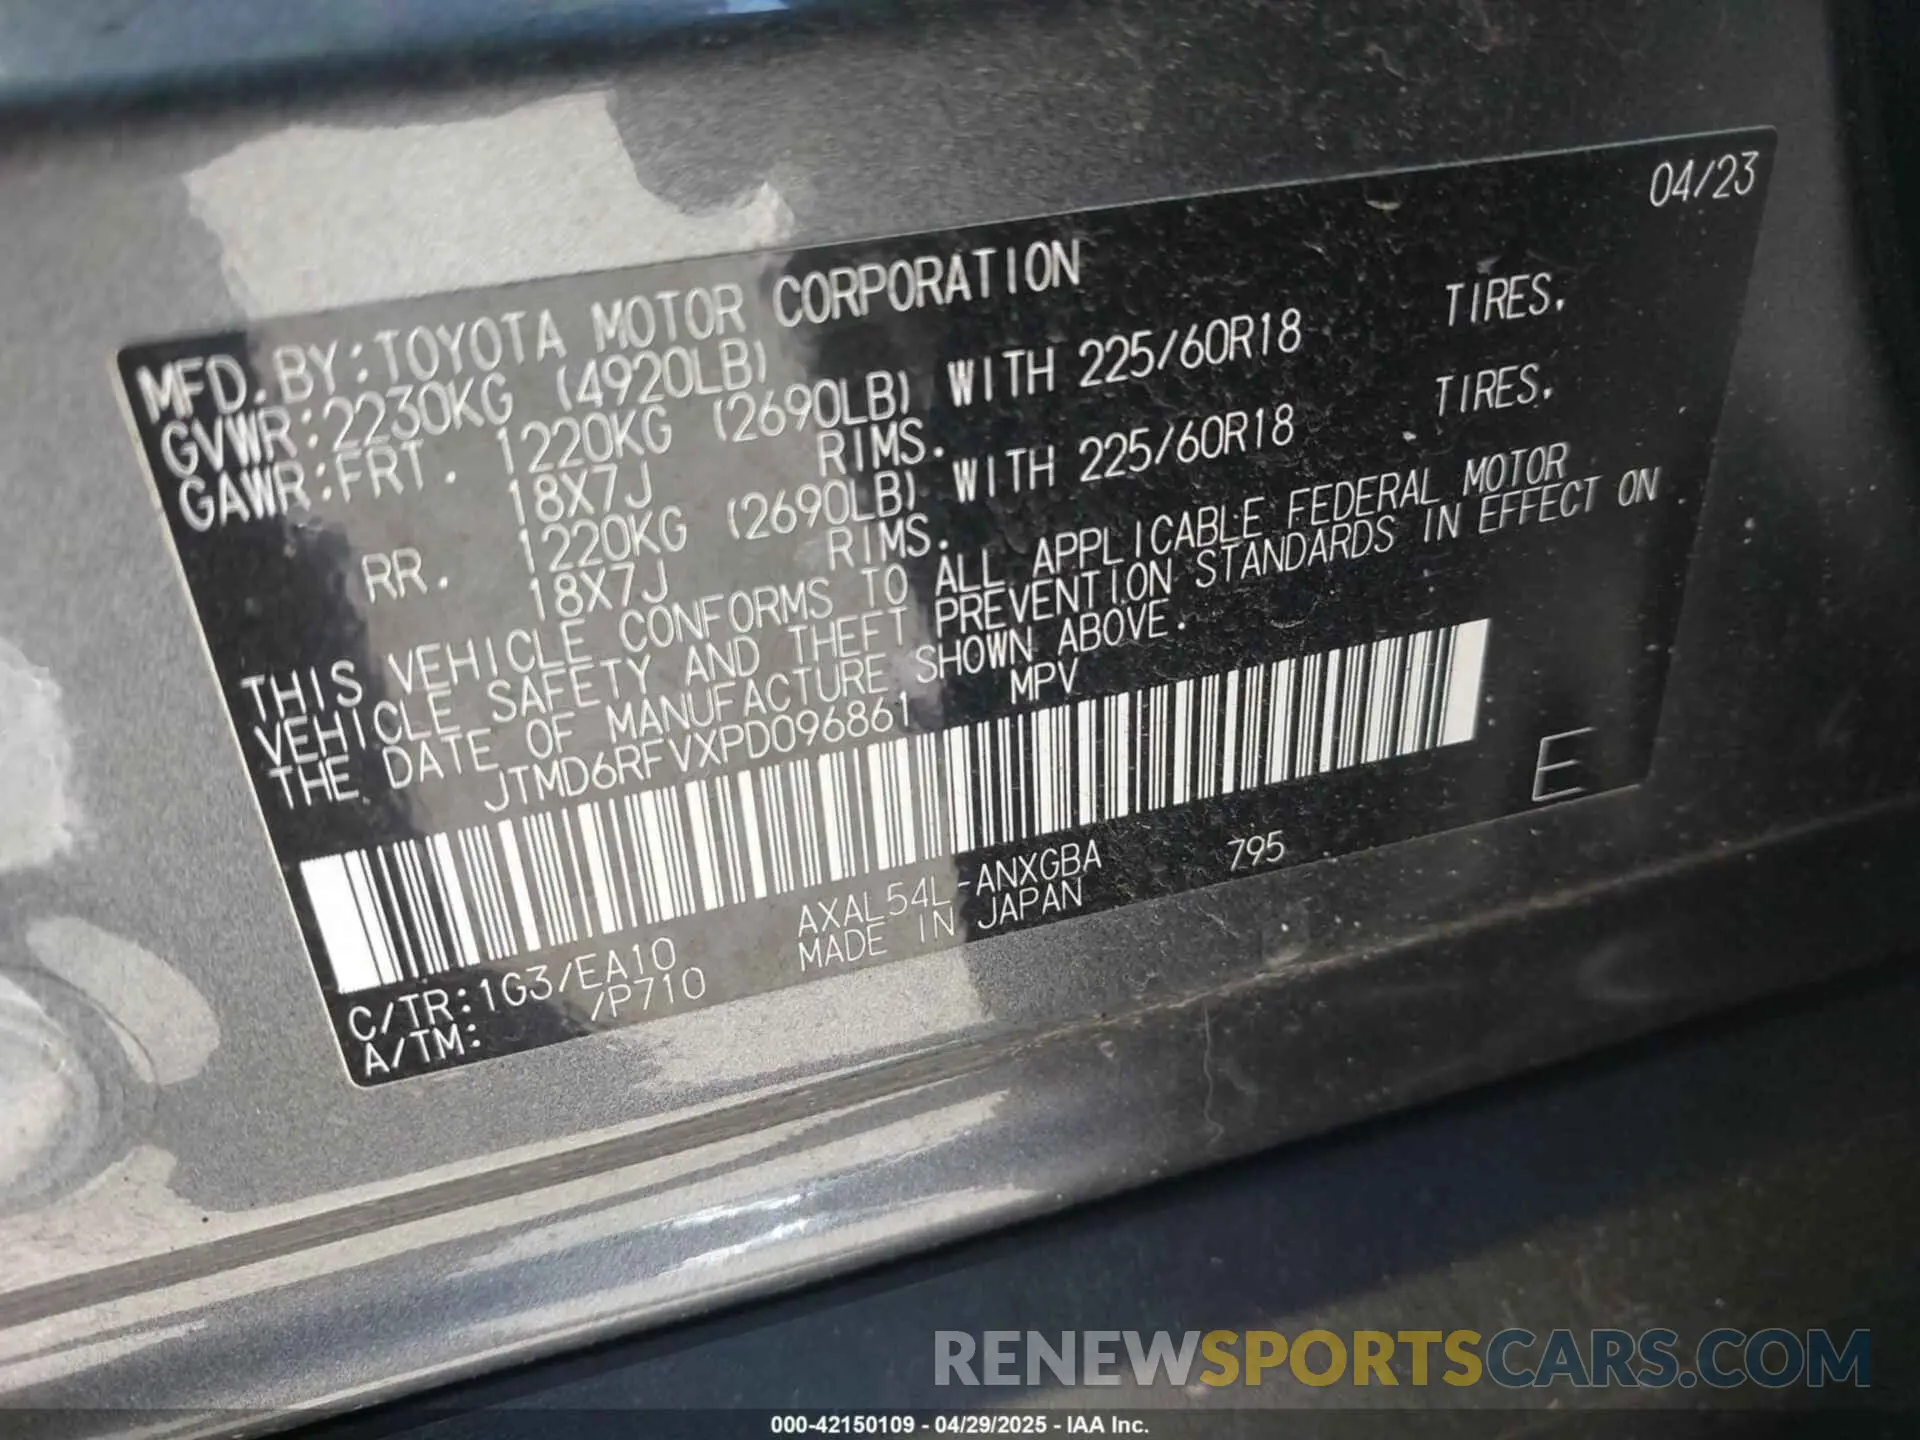 04/23
MFD. BY: TOYOTA MOTOR CORPORATION
GVWR: 2230KG (4920LB)
GAWR: FRT. 1220KG (2690LB) WITH 225/60R18 TIRES,
18X7J RIMS.
RR. 1220KG (2690LB) WITH 225/60R18 TIRES,
18X7J RIMS.
THIS VEHICLE CONFORMS TO ALL APPLICABLE FEDERAL MOTOR
VEHICLE SAFETY AND THEFT PREVENTION STANDARDS IN EFFECT ON
THE DATE OF MANUFACTURE SHOWN ABOVE.
JTMD6RFVXPD096861 MPV
E
C/TR: 1G3/EA10 AXAL54L-ANXGBA 795
A/TM: /P710 MADE IN JAPAN
RENEWSPORTSCARS.COM
000-42150109 - 04/29/2025 - IAA Inc.